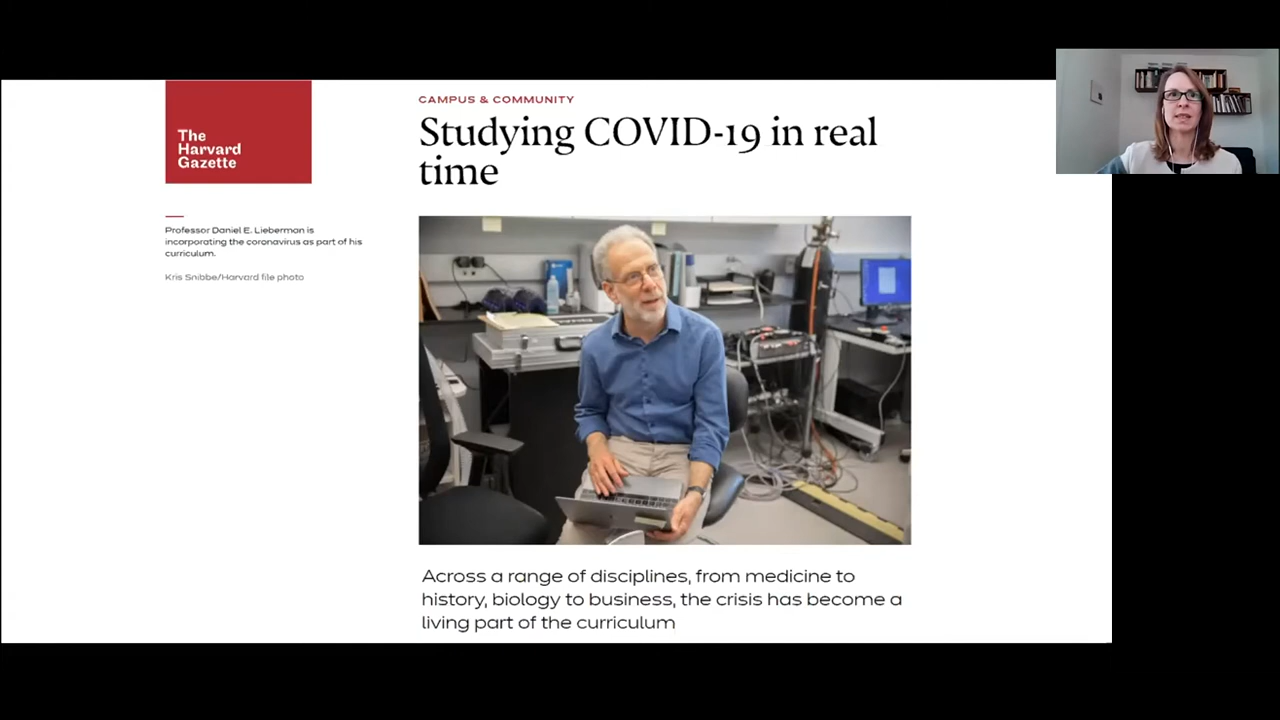 The
Harvard
Gazette
Professor Daniel E. Lieberman is
incorporating the coronavirus as part of his
curriculum.
Kris Snibbe/Harvard file photo
CAMPUS & COMMUNITY
Studying COVID-19 in real
time
Across a range of disciplines, from medicine to
history, biology to business, the crisis has become a
living part of the curriculum